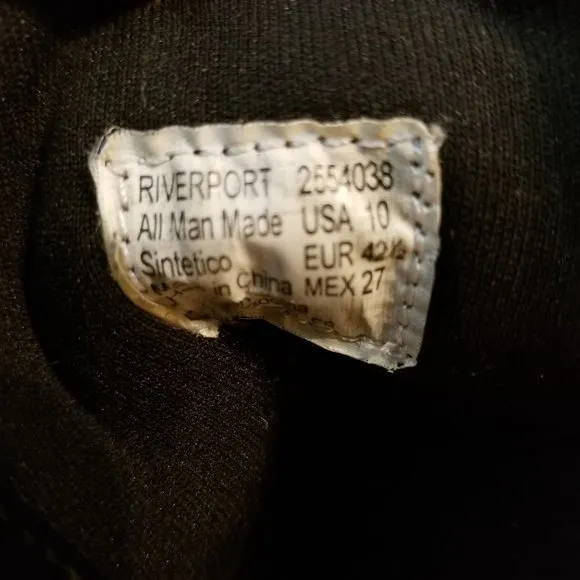 RIVERPORT 2554038
All Man Made USA 10
Sintetico EUR 42½
in China MEX 27